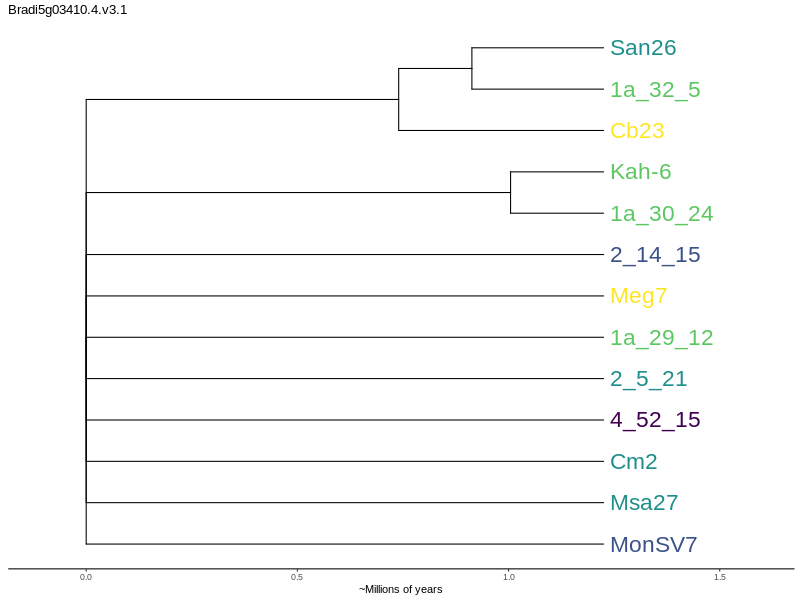 Bradi5g03410.4.v3.1
San26
1a_32_5
Cb23
Kah-6
1a_30_24
2_14_15
Meg7
1a_29_12
2_5_21
4_52_15
Cm2
Msa27
MonSV7
0.0 0.5 1.0 1.5
~Millions of years